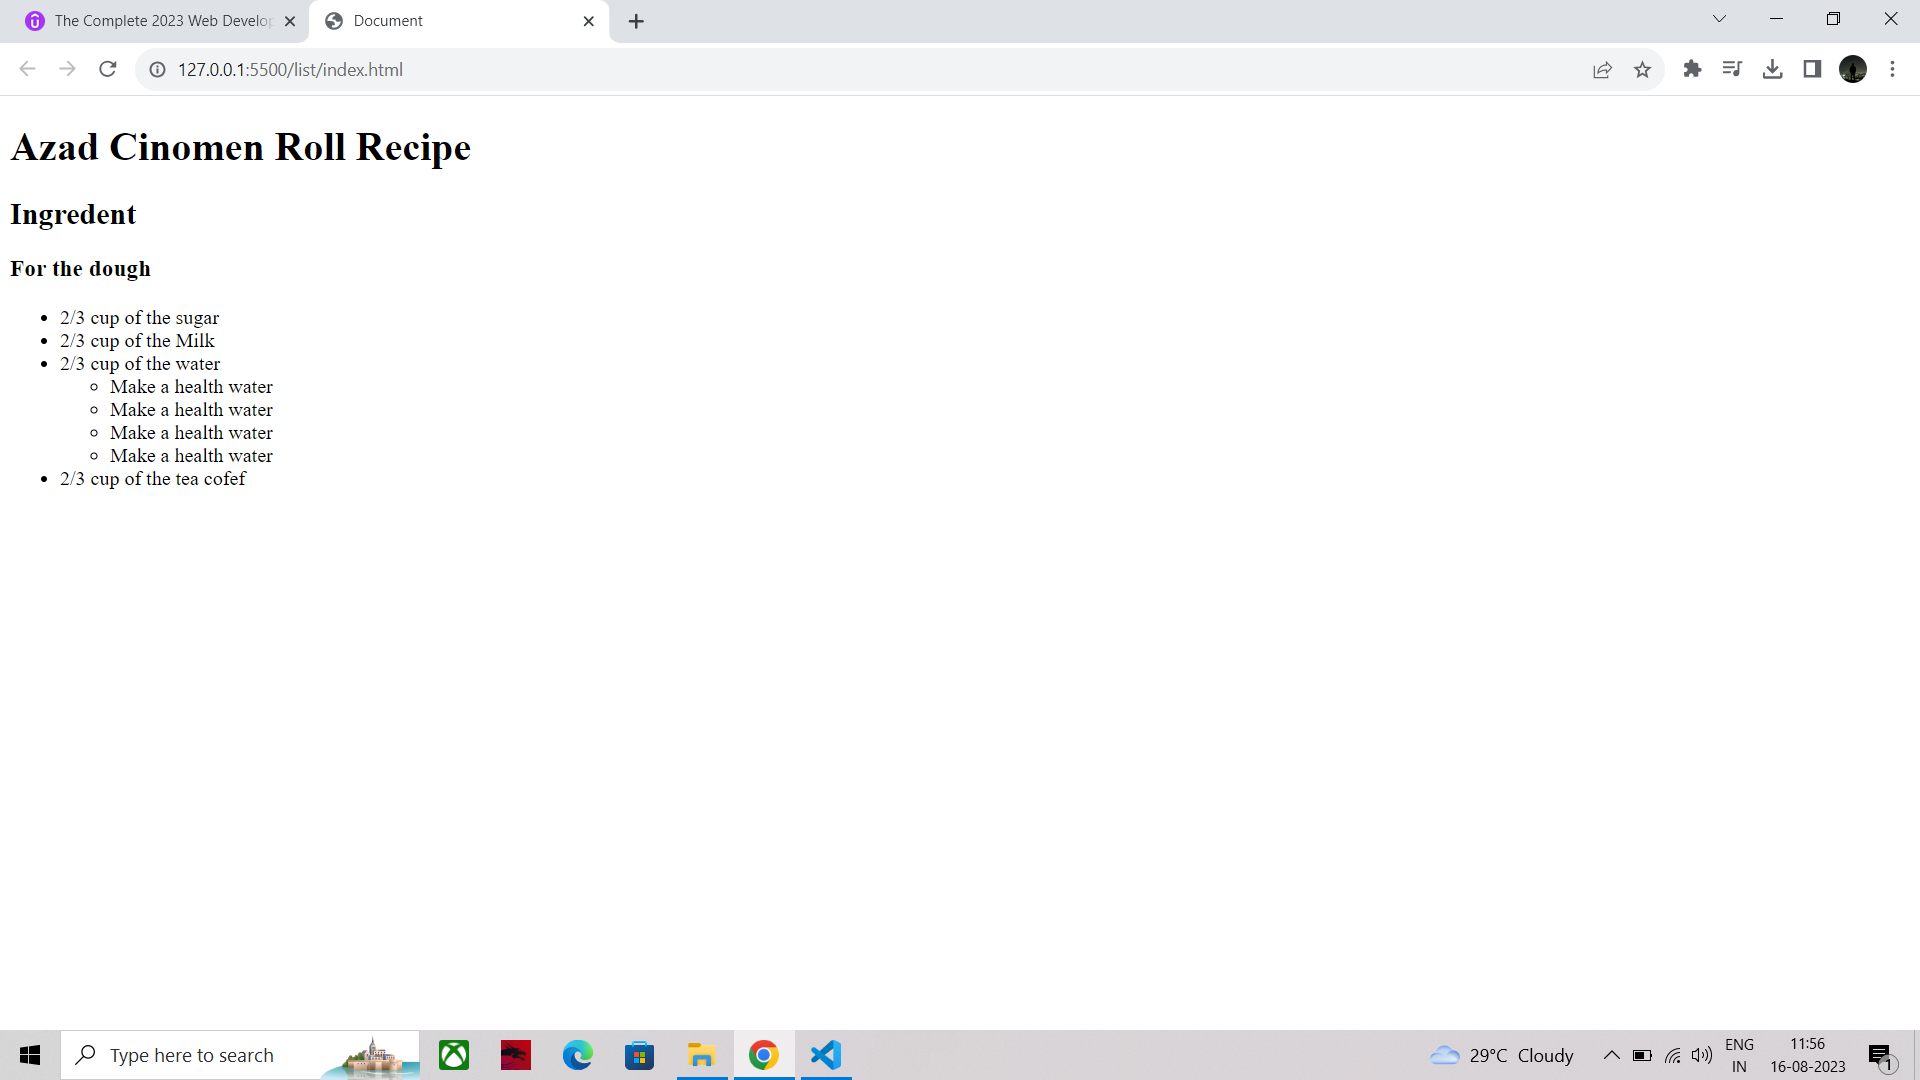 The Complete 2023 Web Develop
Document
127.0.0.1:5500/list/index.html
Azad Cinomen Roll Recipe
Ingredent
For the dough
2/3 cup of the sugar
2/3 cup of the Milk
2/3 cup of the water
Make a health water
Make a health water
Make a health water
Make a health water
2/3 cup of the tea cofef
Type here to search
29°C Cloudy
ENG
IN
11:56
16-08-2023
1